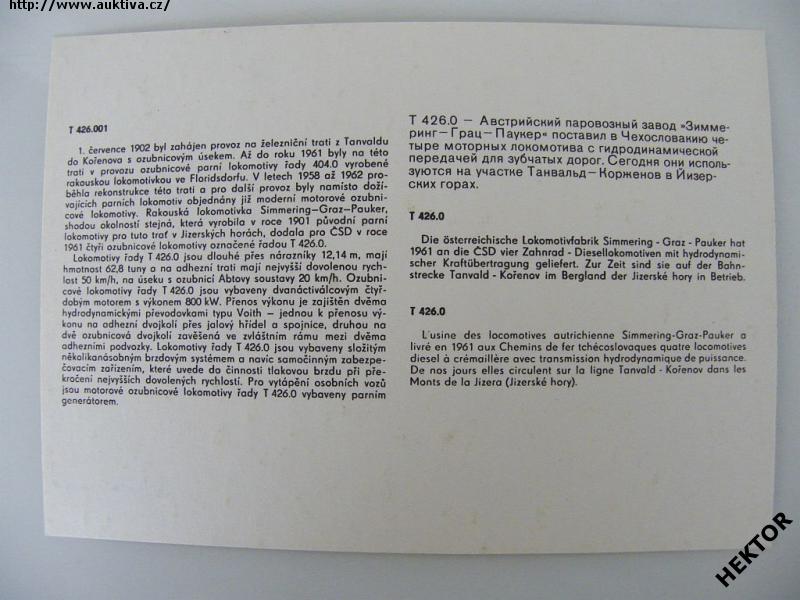 http://www.auktiva.cz/
T 426.001
1. července 1902 byl zahájen provoz na železniční trati z Tanvaldu
do Kořenova s ozubnicovým úsekem. Až do roku 1961 byly na této
trati v provozu ozubnicové parní lokomotivy řady 404.0 vyrobené
rakouskou lokomotivkou ve Floridsdorfu. V letech 1958 až 1962 pro-
běhla rekonstrukce této trati a pro další provoz byly namísto doží-
vajících parních lokomotiv objednány již moderní motorové ozubni-
cové lokomotivy. Rakouská lokomotivka Simmering–Graz–Pauker,
shodou okolností stejná, která vyrobila v roce 1901 původní parní
lokomotivy pro tuto trať v Jizerských horách, dodala pro ČSD v roce
1961 čtyři ozubnicové lokomotivy označené řadou T 426.0.
Lokomotivy řady T 426.0 jsou dlouhé přes nárazníky 12,14 m, mají
hmotnost 62,8 tuny a na adhezní trati mají nejvyšší dovolenou rych-
lost 50 km/h, na úseku s ozubnicí Abtovy soustavy 20 km/h. Ozubni-
cové lokomotivy řady T 426.0 jsou vybaveny dvanáctiválcovým čtyř-
dobým motorem s výkonem 800 kW. Přenos výkonu je zajištěn dvěma
hydrodynamickými převodovkami typu Voith – jednou k přenosu vý-
konu na adhezní dvojkolí přes jalový hřídel a spojnice, druhou na
dvě ozubnicová dvojkolí zavěšená ve zvláštním rámu mezi dvěma
adhezními podvozky. Lokomotivy řady T 426.0 jsou vybaveny složitým
několikanásobným brzdovým systémem a navíc samočinným zabezpe-
čovacím zařízením, které uvede do činnosti tlakovou brzdu při pře-
kročení nejvyšších dovolených rychlostí. Pro vytápění osobních vozů
jsou motorové ozubnicové lokomotivy řady T 426.0 vybaveny parním
generátorem.
Т 426.0 — Австрийский паровозный завод »Зимме-
ринг—Грац—Паукер« поставил в Чехословакию че-
тыре моторных локомотива с гидродинамической
передачей для зубчатых дорог. Сегодня они исполь-
зуются на участке Танвальд—Корженов в Йизер-
ских горах.
T 426.0
Die österreichische Lokomotivfabrik Simmering - Graz - Pauker hat
1961 an die ČSD vier Zahnrad - Diesellokomotiven mit hydrodynami-
scher Kraftübertragung geliefert. Zur Zeit sind sie auf der Bahn-
strecke Tanvald - Kořenov im Bergland der Jizerské hory in Betrieb.
T 426.0
L'usine des locomotives autrichienne Simmering-Graz-Pauker a
livré en 1961 aux Chemins de fer tchécoslovaques quatre locomotives
diesel à crémaillère avec transmission hydrodynamique de puissance.
De nos jours elles circulent sur la ligne Tanvald - Kořenov dans les
Monts de la Jizera (Jizerské hory).
HEKTOR